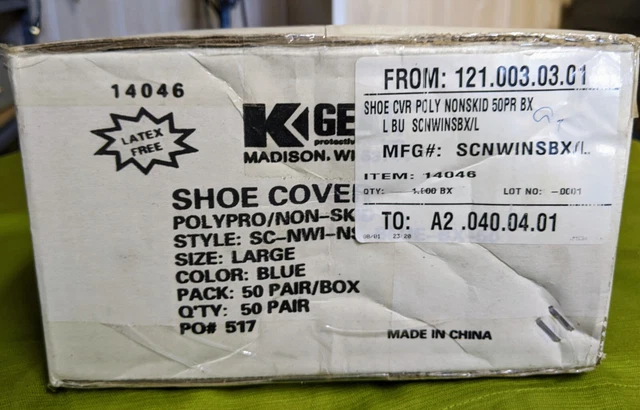 14046
LATEX
FREE
K GE
protective
MADISON, WI
SHOE COVE
POLYPRO/NON-SK
STYLE: SC-NWI-NS
SIZE: LARGE
COLOR: BLUE
PACK: 50 PAIR/BOX
Q'TY: 50 PAIR
PO# 517
MADE IN CHINA
FROM: 121.003.03.01
SHOE CVR POLY NONSKID 50PR BX
L BU SCNWINSBX/L
MFG#: SCNWINSBX/L
ITEM: 14046
QTY: 1.000 BX LOT NO: -0001
TO: A2 .040.04.01